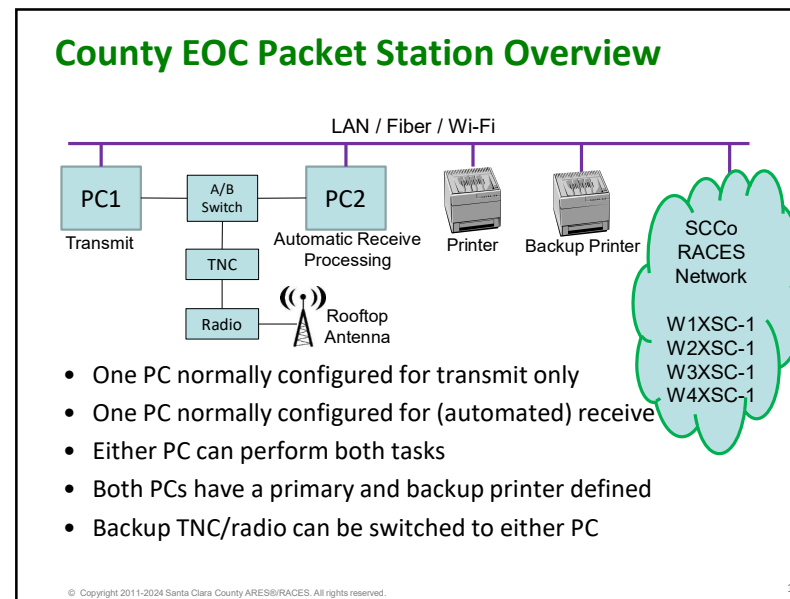 County EOC Packet Station Overview
LAN / Fiber / Wi-Fi
PC1
A/B
Switch
PC2
Transmit
Automatic Receive
Processing
Printer
Backup Printer
TNC
Radio
Rooftop
Antenna
SCCo
RACES
Network
W1XSC-1
W2XSC-1
W3XSC-1
W4XSC-1
• One PC normally configured for transmit only
• One PC normally configured for (automated) receive
• Either PC can perform both tasks
• Both PCs have a primary and backup printer defined
• Backup TNC/radio can be switched to either PC
© Copyright 2011-2024 Santa Clara County ARES®/RACES. All rights reserved.